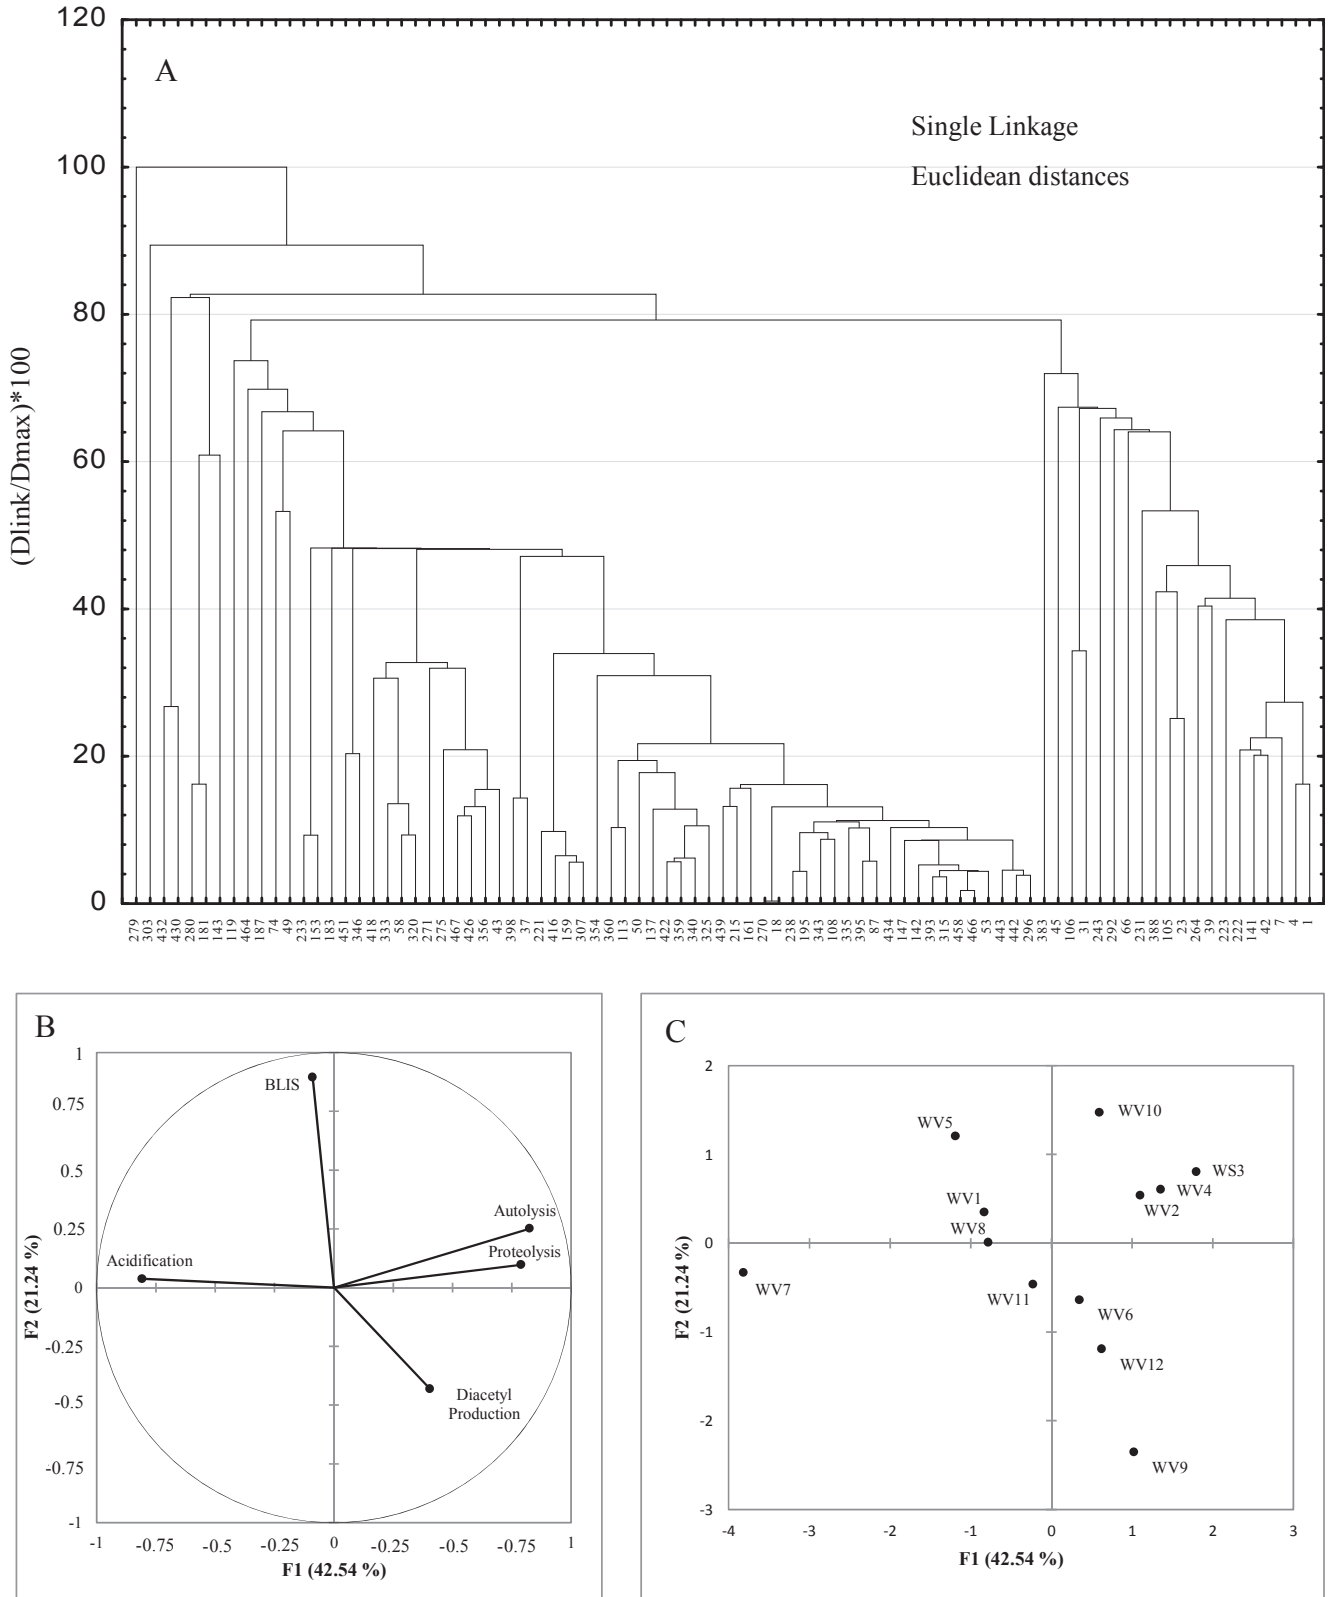 120
A
Single Linkage
100
Euclidean distances
80
(Dlink/Dmax)*100
60
40
20
0
279 303 432 430 280 181 143 119 464 187 74 49 233 153 183 451 346 418 333 58 320 271 275 467 426 356 43 398 37 221 416 159 307 354 360 113 50 137 422 359 340 325 439 215 161 270 18 238 195 343 108 335 395 87 434 147 142 393 315 458 466 53 443 442 296 383 45 106 31 243 292 66 231 388 105 23 264 39 223 222 141 42 7 4 1
B
1
BLIS
0.75
0.5
Autolysis
0.25
Proteolysis
Acidification
0
F2 (21.24 %)
-0.25
Diacetyl
Production
-0.5
-0.75
-1
-1 -0.75 -0.5 -0.25 0 -0.25 -0.5 -0.75 1
F1 (42.54 %)
C
2
WV10
WV5
1
WS3
WV4
WV1
WV2
WV8
0
F2 (21.24 %)
WV7
WV11
WV6
-1
WV12
-2
WV9
-3
-4 -3 -2 -1 0 1 2 3
F1 (42.54 %)